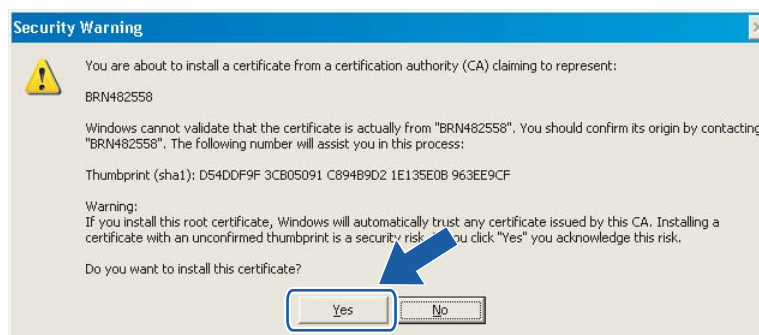 Security Warning
You are about to install a certificate from a certification authority (CA) claiming to represent:
BRN482558
Windows cannot validate that the certificate is actually from "BRN482558". You should confirm its origin by contacting
"BRN482558". The following number will assist you in this process:
Thumbprint (sha1): D54DDF9F 3CB05091 C894B9D2 1E135E0B 963EE9CF
Warning:
If you install this root certificate, Windows will automatically trust any certificate issued by this CA. Installing a
certificate with an unconfirmed thumbprint is a security risk. click "Yes" you acknowledge this risk.
Do you want to install this certificate?
Yes
No